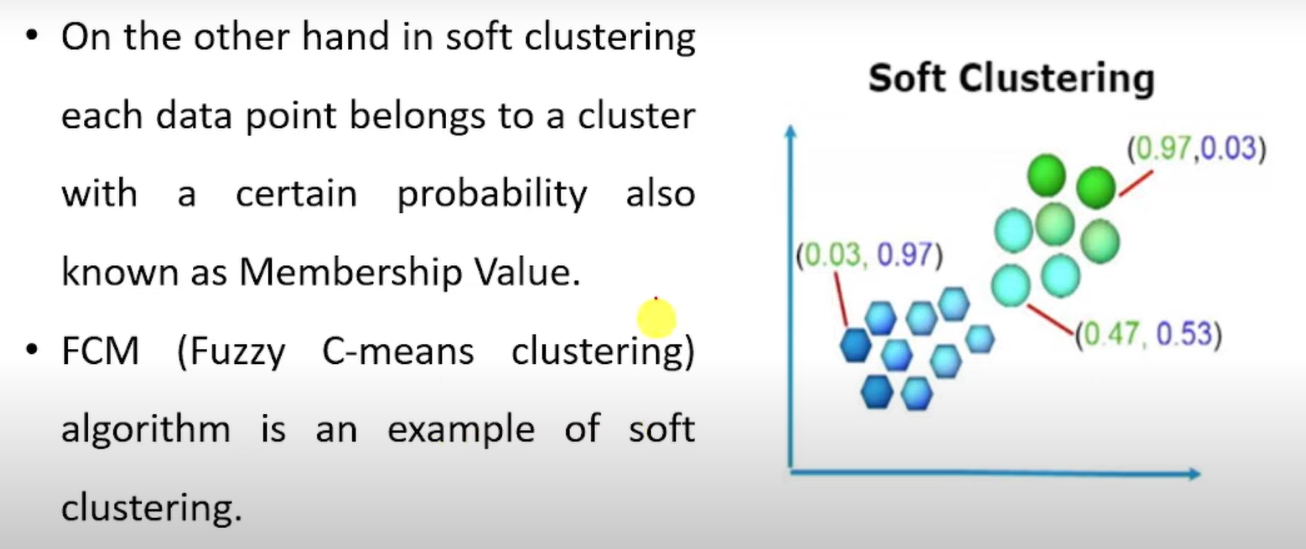 • On the other hand in soft clustering
each data point belongs to a cluster
with a certain probability also
known as Membership Value.
• FCM (Fuzzy C-means clustering)
algorithm is an example of soft
clustering.
Soft Clustering
(0.97,0.03)
(0.03, 0.97)
(0.47, 0.53)